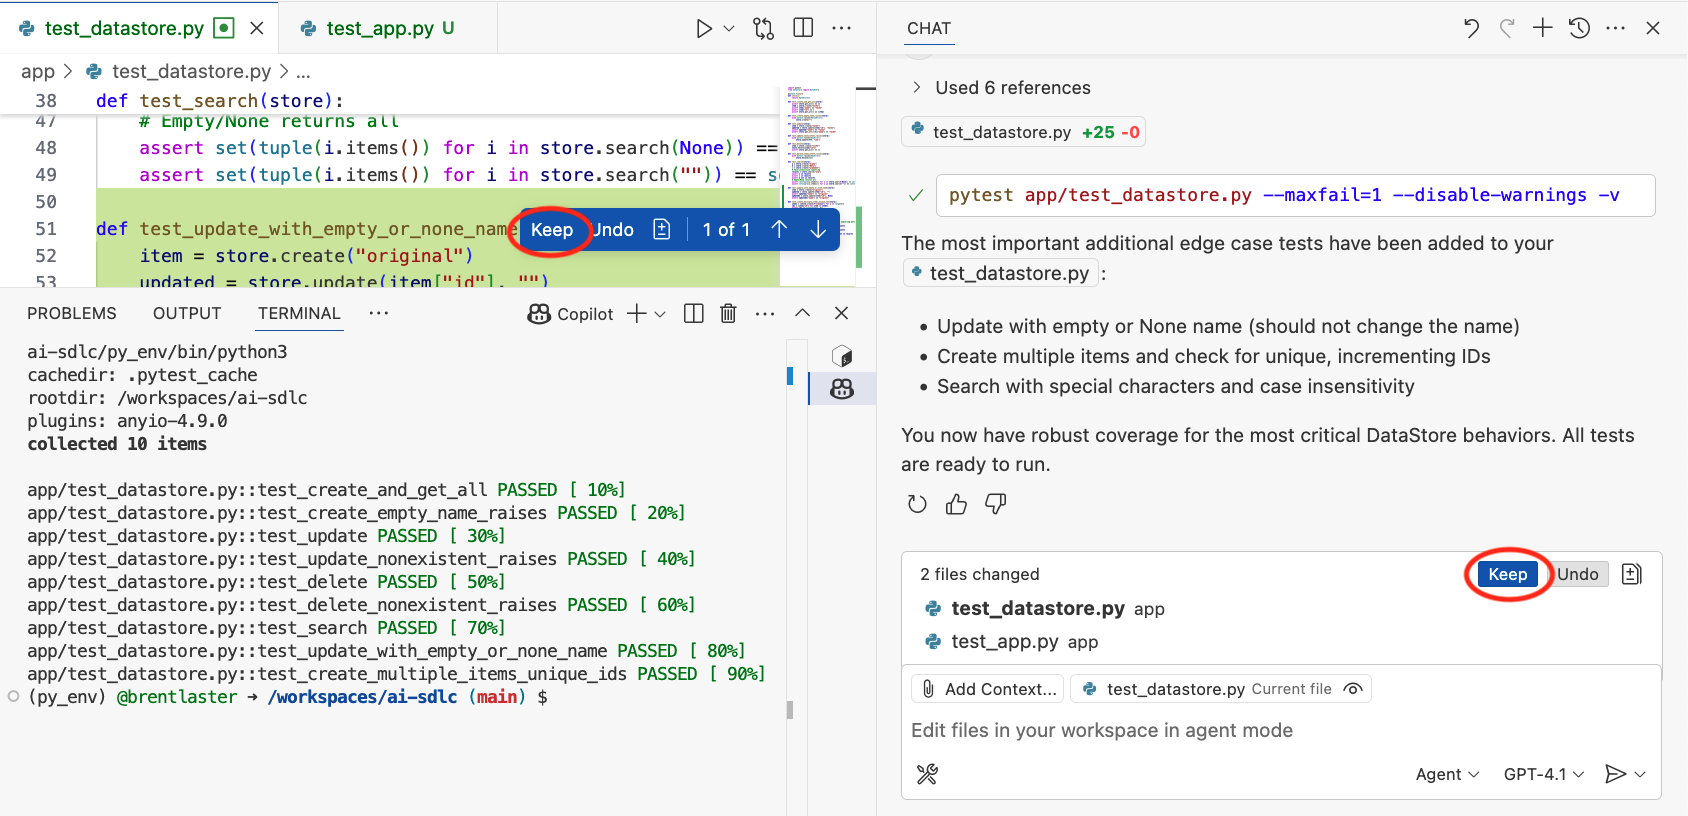 test_datastore.py
test_app.py U
app > test_datastore.py > ...
38 def test_search(store):
47 # Empty/None returns all
48 assert set(tuple(i.items()) for i in store.search(None)) ==
49 assert set(tuple(i.items()) for i in store.search("")) ==
50
51 def test_update_with_empty_or_none_name
Keep Undo 1 of 1
52 item = store.create("original")
53 updated = store.update(item["id"], "")
PROBLEMS OUTPUT TERMINAL ...
Copilot
ai-sdlc/py_env/bin/python3
cachedir: .pytest_cache
rootdir: /workspaces/ai-sdlc
plugins: anyio-4.9.0
collected 10 items
app/test_datastore.py::test_create_and_get_all PASSED [ 10%]
app/test_datastore.py::test_create_empty_name_raises PASSED [ 20%]
app/test_datastore.py::test_update PASSED [ 30%]
app/test_datastore.py::test_update_nonexistent_raises PASSED [ 40%]
app/test_datastore.py::test_delete PASSED [ 50%]
app/test_datastore.py::test_delete_nonexistent_raises PASSED [ 60%]
app/test_datastore.py::test_search PASSED [ 70%]
app/test_datastore.py::test_update_with_empty_or_none_name PASSED [ 80%]
app/test_datastore.py::test_create_multiple_items_unique_ids PASSED [ 90%]
(py_env) @brentlaster → /workspaces/ai-sdlc (main) $
CHAT
> Used 6 references
test_datastore.py +25 -0
✓ pytest app/test_datastore.py --maxfail=1 --disable-warnings -v
The most important additional edge case tests have been added to your
test_datastore.py :
• Update with empty or None name (should not change the name)
• Create multiple items and check for unique, incrementing IDs
• Search with special characters and case insensitivity
You now have robust coverage for the most critical DataStore behaviors. All tests
are ready to run.
2 files changed Keep Undo
test_datastore.py app
test_app.py app
Add Context... test_datastore.py Current file
Edit files in your workspace in agent mode
Agent GPT-4.1